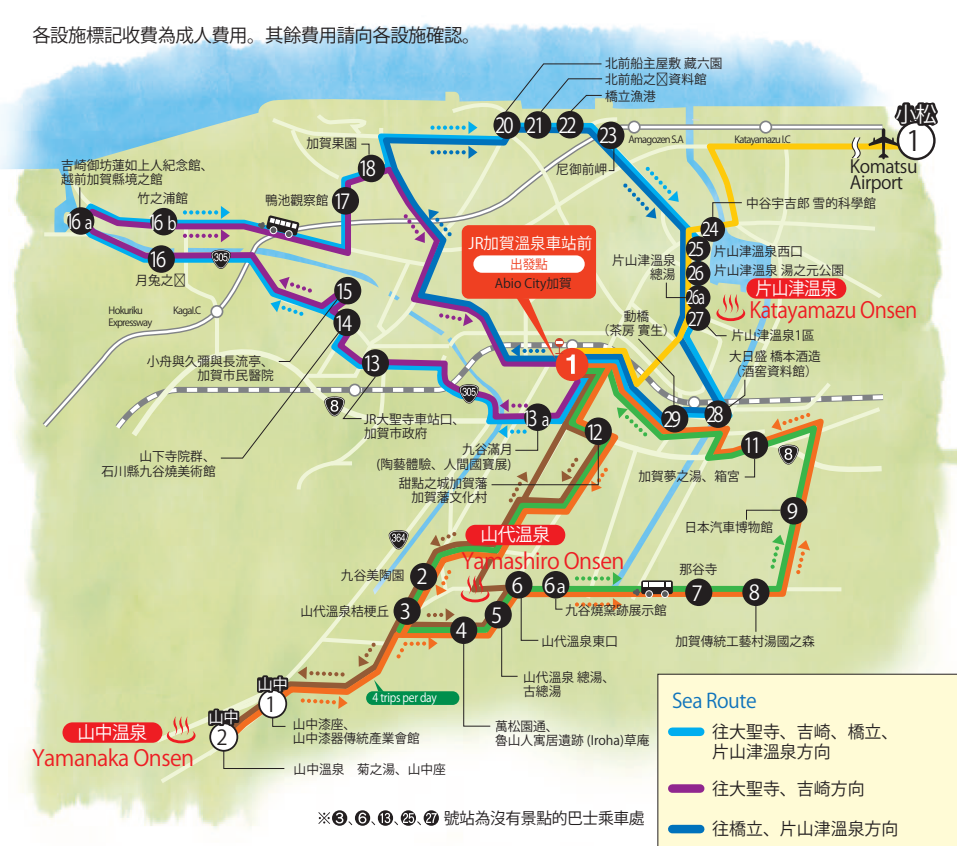 各設施標記收費為成人費用。其餘費用請向各設施確認。
北前船主屋敷 藏六園
北前船之〼資料館
橋立漁港
20
21
22
23
Amagozen S.A
Katayamazu I.C
小松
1
Komatsu
Airport
尼御前岬
加賀果園
18
吉崎御坊蓮如上人紀念館、
越前加賀縣境之館
竹之浦館
鴨池觀察館
17
16a
16b
16
305
月兔之
中谷宇吉郎 雪的科學館
24
25
片山津溫泉西口
26
片山津溫泉 湯之元公園
片山津溫泉
總湯
26a
片山津温泉
Katayamazu Onsen
27
片山津溫泉1區
JR加賀溫泉車站前
出發點
Abio City加賀
1
15
14
Hokuriku
Expressway
Kaga I.C
小舟與久彌與長流亭、
加賀市民醫院
13
動橋
(茶房 實生)
大日盛 橋本酒造
(酒窖資料館)
29
28
305
8
JR大聖寺車站口、
加賀市政府
13a
12
11
8
九谷滿月
(陶藝體驗、人間國寶展)
山下寺院群、
石川縣九谷燒美術館
甜點之城加賀藩
加賀藩文化村
加賀夢之湯、箱宮
9
日本汽車博物館
364
山代温泉
Yamashiro Onsen
九谷美陶園
2
6
6a
那谷寺
7
8
九谷燒窯跡展示館
山代溫泉桔梗丘
3
4
5
山代溫泉東口
加賀傳統工藝村湯國之森
山代溫泉 總湯、
古總湯
4 trips per day
萬松園通、
魯山人寓居遺跡 (Iroha)草庵
山中
1
山中漆座、
山中漆器傳統產業會館
山中
2
山中温泉
Yamanaka Onsen
山中溫泉 菊之湯、山中座
※3、6、13、25、27 號站為沒有景點的巴士乘車處
Sea Route
往大聖寺、吉崎、橋立、
片山津溫泉方向
往大聖寺、吉崎方向
往橋立、片山津溫泉方向